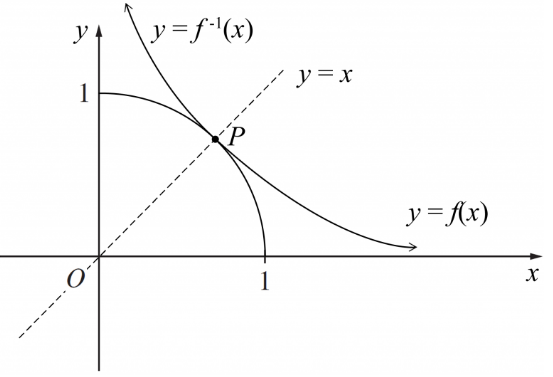 y
y = f⁻¹(x)
y = x
1
P
y = f(x)
O
1
x